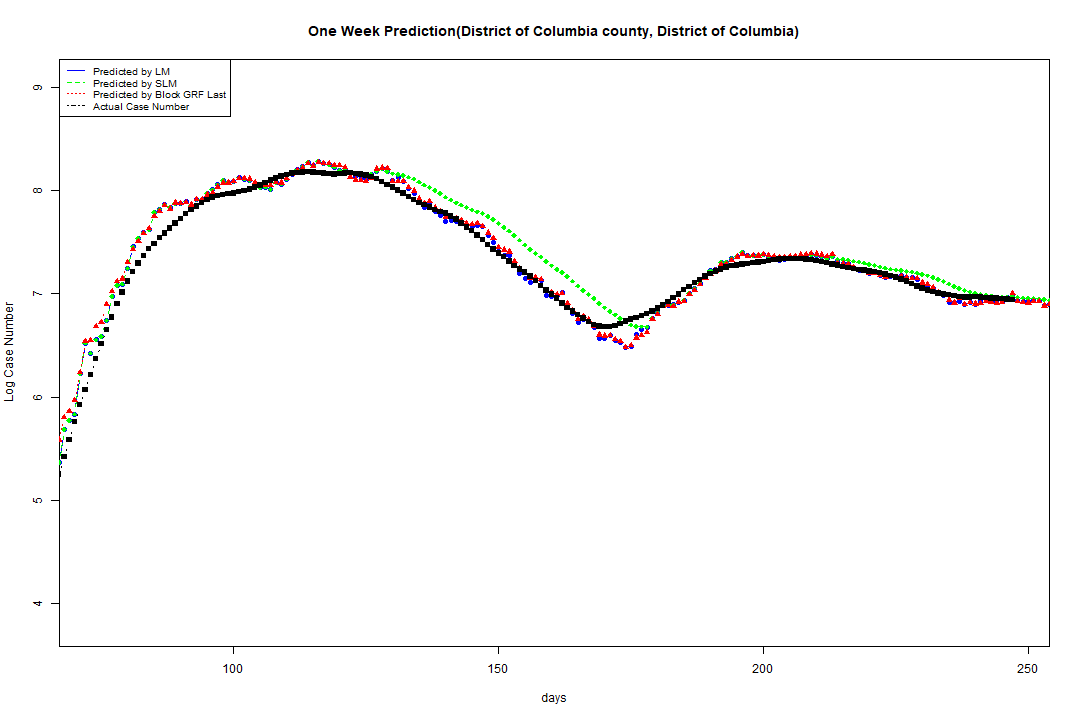 One Week Prediction(District of Columbia county, District of Columbia)
Predicted by LM
Predicted by SLM
Predicted by Block GRF Last
Actual Case Number
9
8
7
6
5
4
Log Case Number
100 150 200 250
days